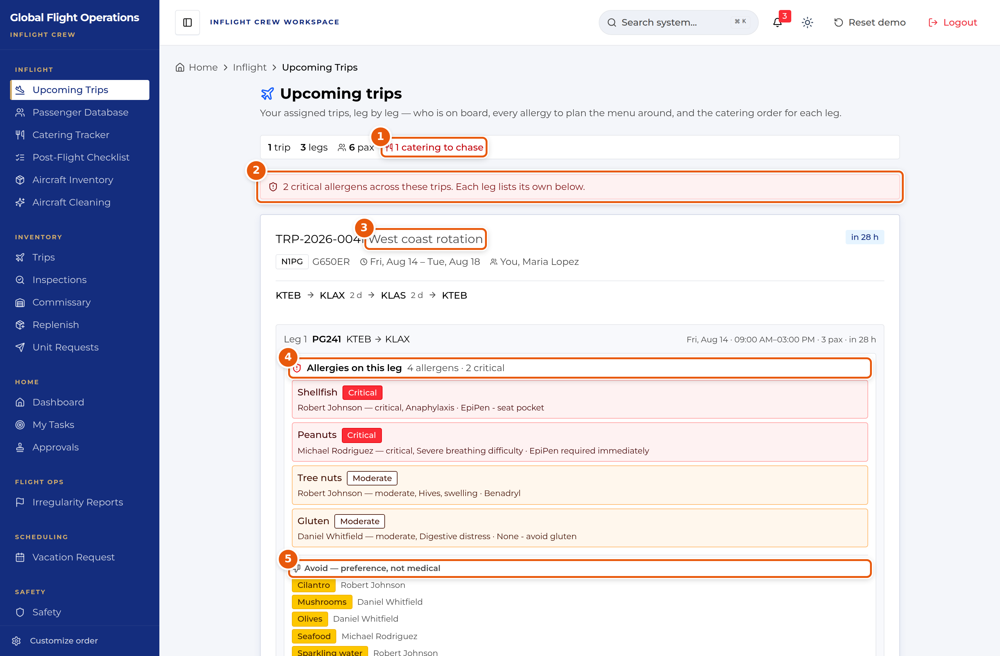 Global Flight Operations
INFLIGHT CREW
INFLIGHT
Upcoming Trips
Passenger Database
Catering Tracker
Post-Flight Checklist
Aircraft Inventory
Aircraft Cleaning
INVENTORY
Trips
Inspections
Commissary
Replenish
Unit Requests
HOME
Dashboard
My Tasks
Approvals
FLIGHT OPS
Irregularity Reports
SCHEDULING
Vacation Request
SAFETY
Safety
Customize order
INFLIGHT CREW WORKSPACE
Search system... ⌘ K
3
Reset demo
Logout
Home > Inflight > Upcoming Trips
Upcoming trips
Your assigned trips, leg by leg — who is on board, every allergy to plan the menu around, and the catering order for each leg.
1
1 trip 3 legs 6 pax 1 catering to chase
2
2 critical allergens across these trips. Each leg lists its own below.
3
TRP-2026-004 West coast rotation in 28 h
N1PG G650ER Fri, Aug 14 – Tue, Aug 18 You, Maria Lopez
KTEB → KLAX 2 d → KLAS 2 d → KTEB
Leg 1 PG241 KTEB → KLAX Fri, Aug 14 · 09:00 AM–03:00 PM · 3 pax · in 28 h
4
Allergies on this leg 4 allergens · 2 critical
Shellfish Critical
Robert Johnson — critical, Anaphylaxis · EpiPen - seat pocket
Peanuts Critical
Michael Rodriguez — critical, Severe breathing difficulty · EpiPen required immediately
Tree nuts Moderate
Robert Johnson — moderate, Hives, swelling · Benadryl
Gluten Moderate
Daniel Whitfield — moderate, Digestive distress · None - avoid gluten
5
Avoid — preference, not medical
Cilantro Robert Johnson
Mushrooms Daniel Whitfield
Olives Daniel Whitfield
Seafood Michael Rodriguez
Sparkling water Robert Johnson